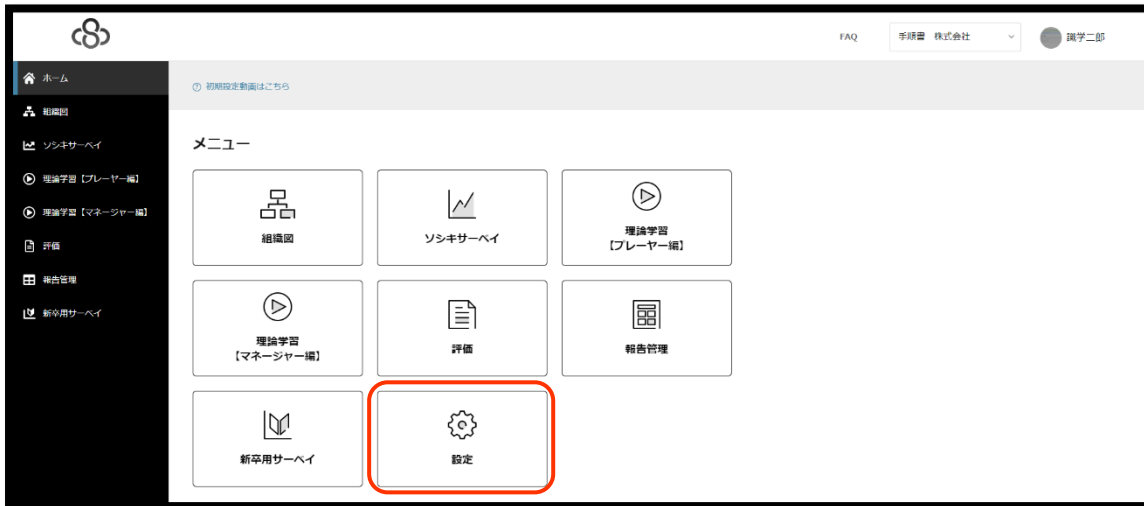 FAQ
手順書 株式会社
識学二郎
ホーム
組織図
ソシキサーベイ
理論学習【プレーヤー編】
理論学習【マネージャー編】
評価
報告管理
新卒用サーベイ
初期設定動画はこちら
メニュー
組織図
ソシキサーベイ
理論学習
【プレーヤー編】
理論学習
【マネージャー編】
評価
報告管理
新卒用サーベイ
設定